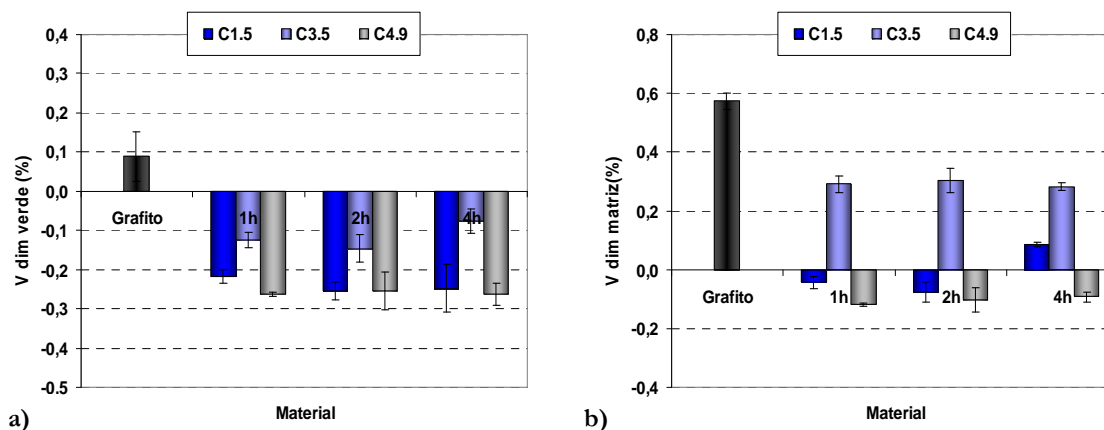 C1.5 C3.5 C4.9
0,4
0,3
0,2
0,1
0,0
-0,1
-0,2
-0,3
-0,4
-0,5
V dim verde (%)
Grafito 1h 2h 4h
Material
a)
C1.5 C3.5 C4.9
0,8
0,6
0,4
0,2
0,0
-0,2
-0,4
V dim matriz(%)
Grafito 1h 2h 4h
Material
b)